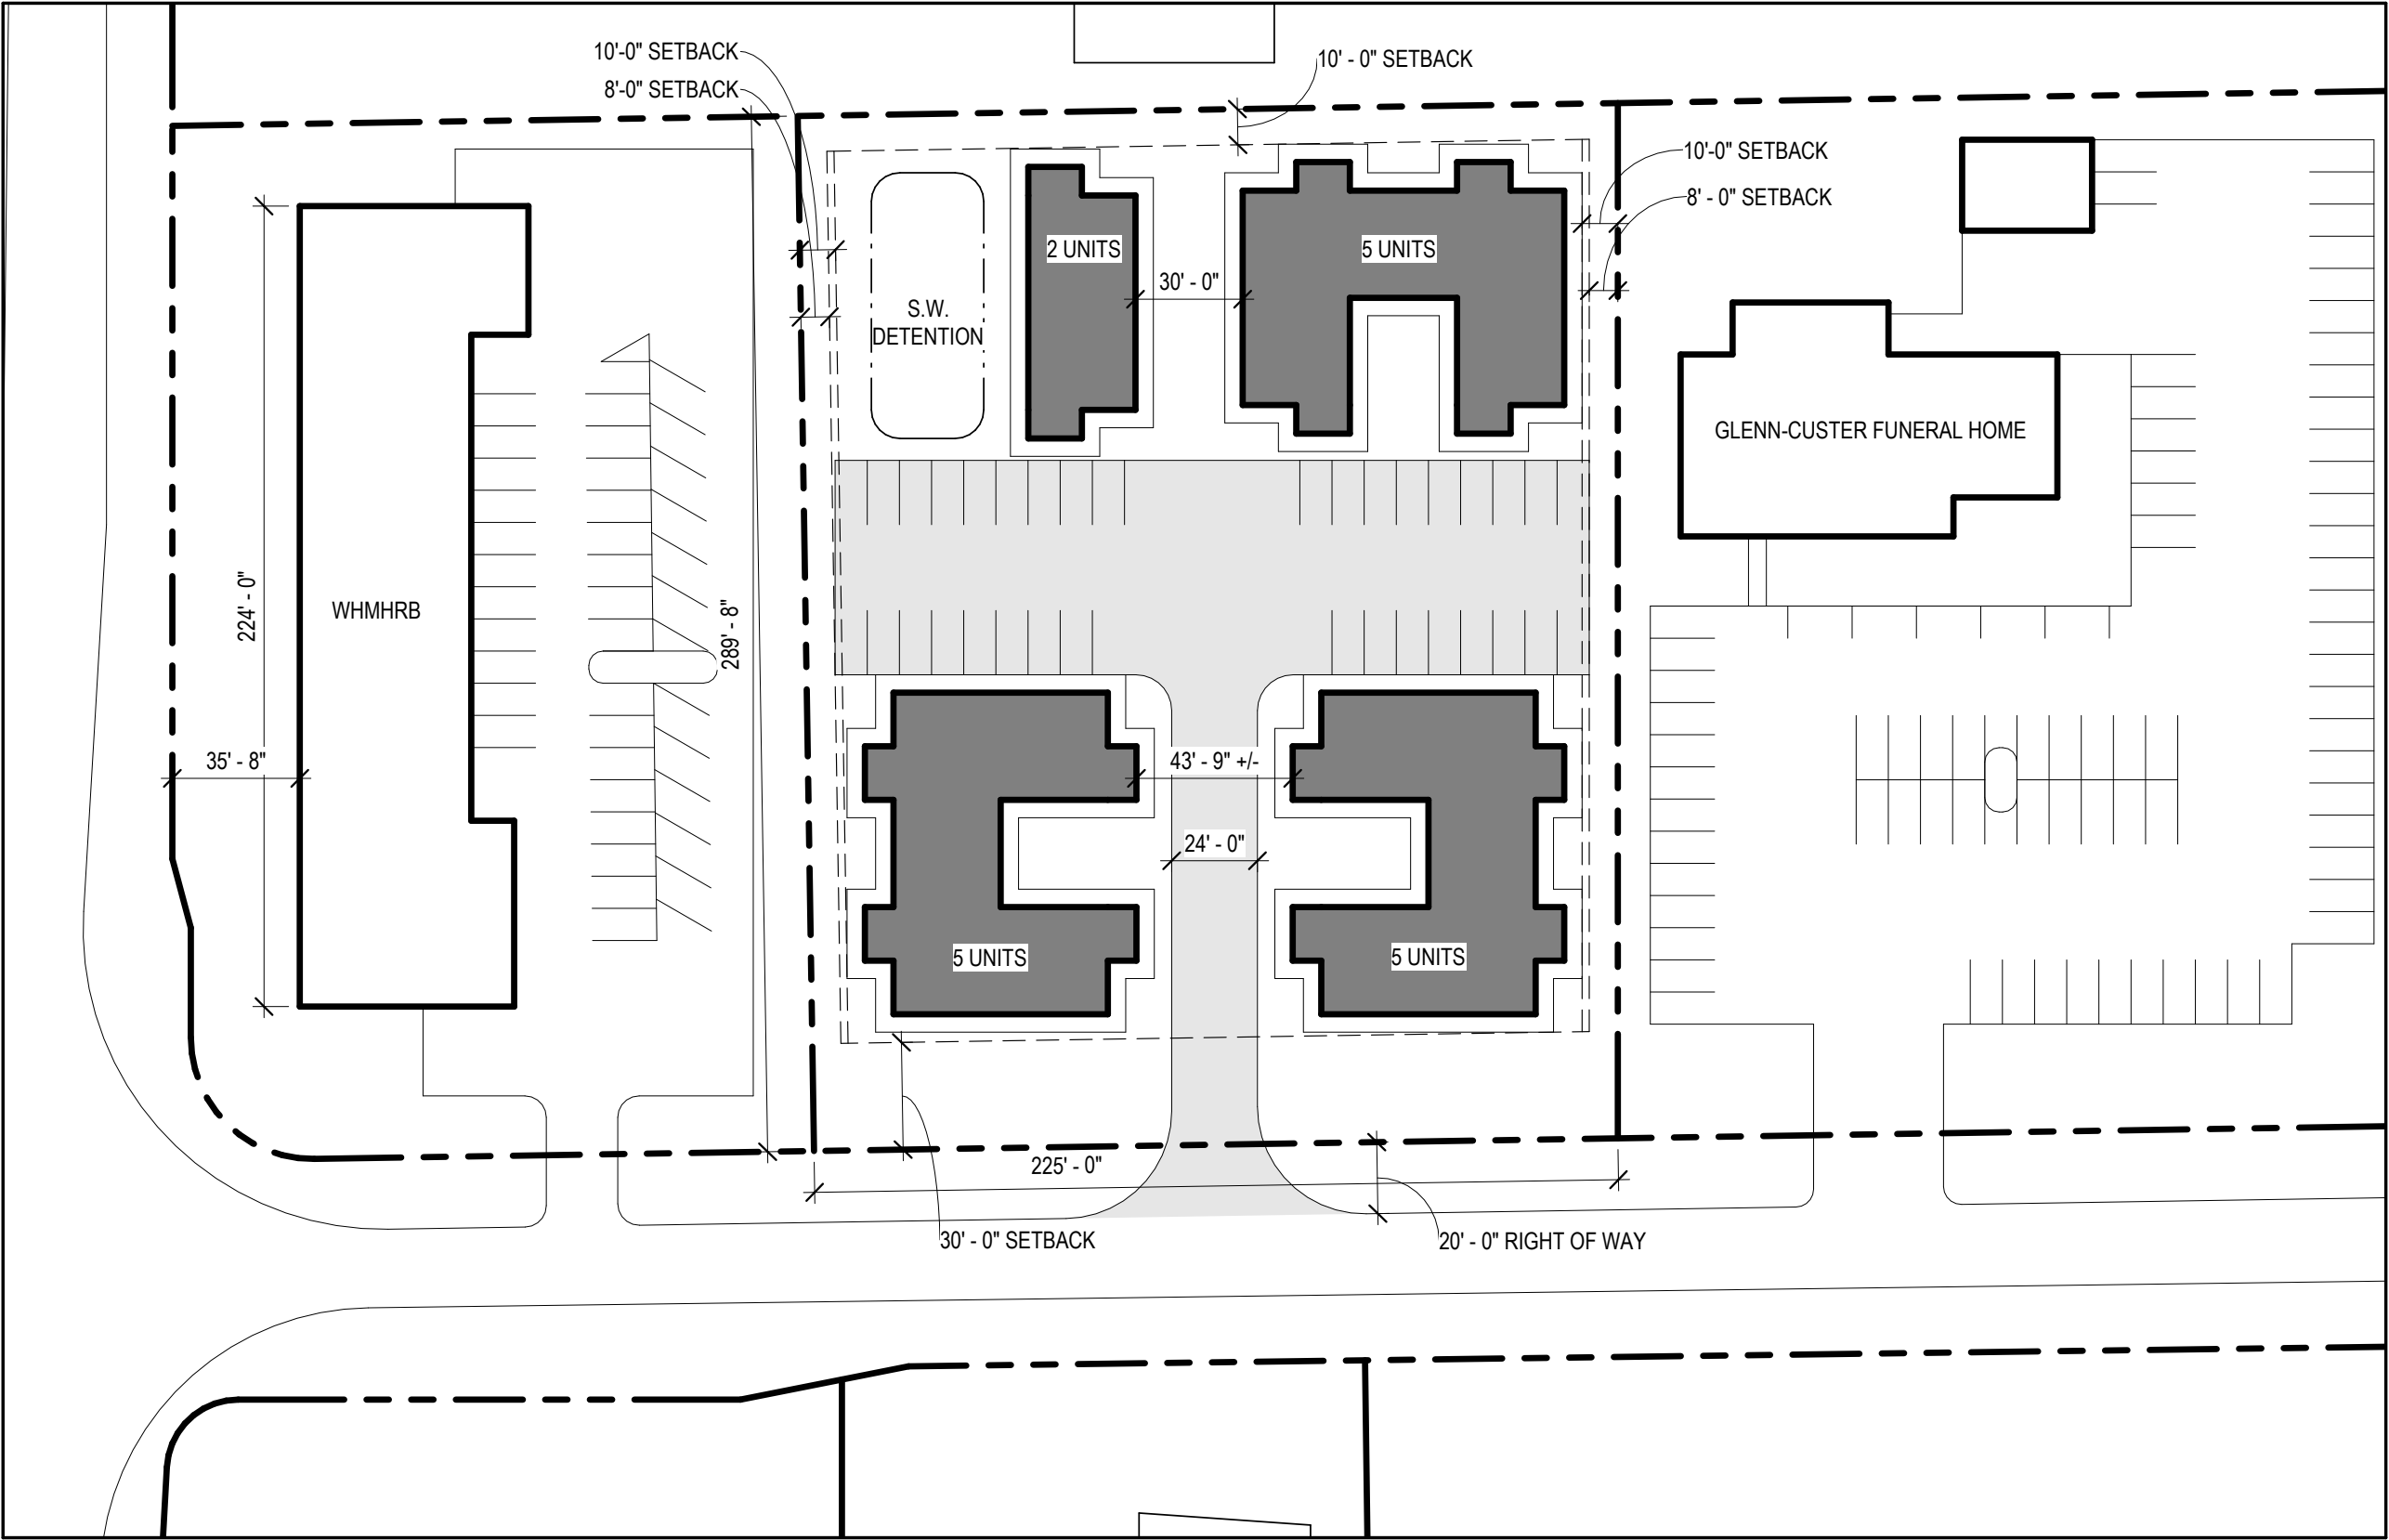 10'-0" SETBACK
8'-0" SETBACK
10' - 0" SETBACK
10'-0" SETBACK
8' - 0" SETBACK
2 UNITS
5 UNITS
30' - 0"
S.W.
DETENTION
GLENN-CUSTER FUNERAL HOME
224' - 0"
WHMHRB
289' - 8"
35' - 8"
43' - 9" +/-
24' - 0"
5 UNITS
5 UNITS
225' - 0"
30' - 0" SETBACK
20' - 0" RIGHT OF WAY